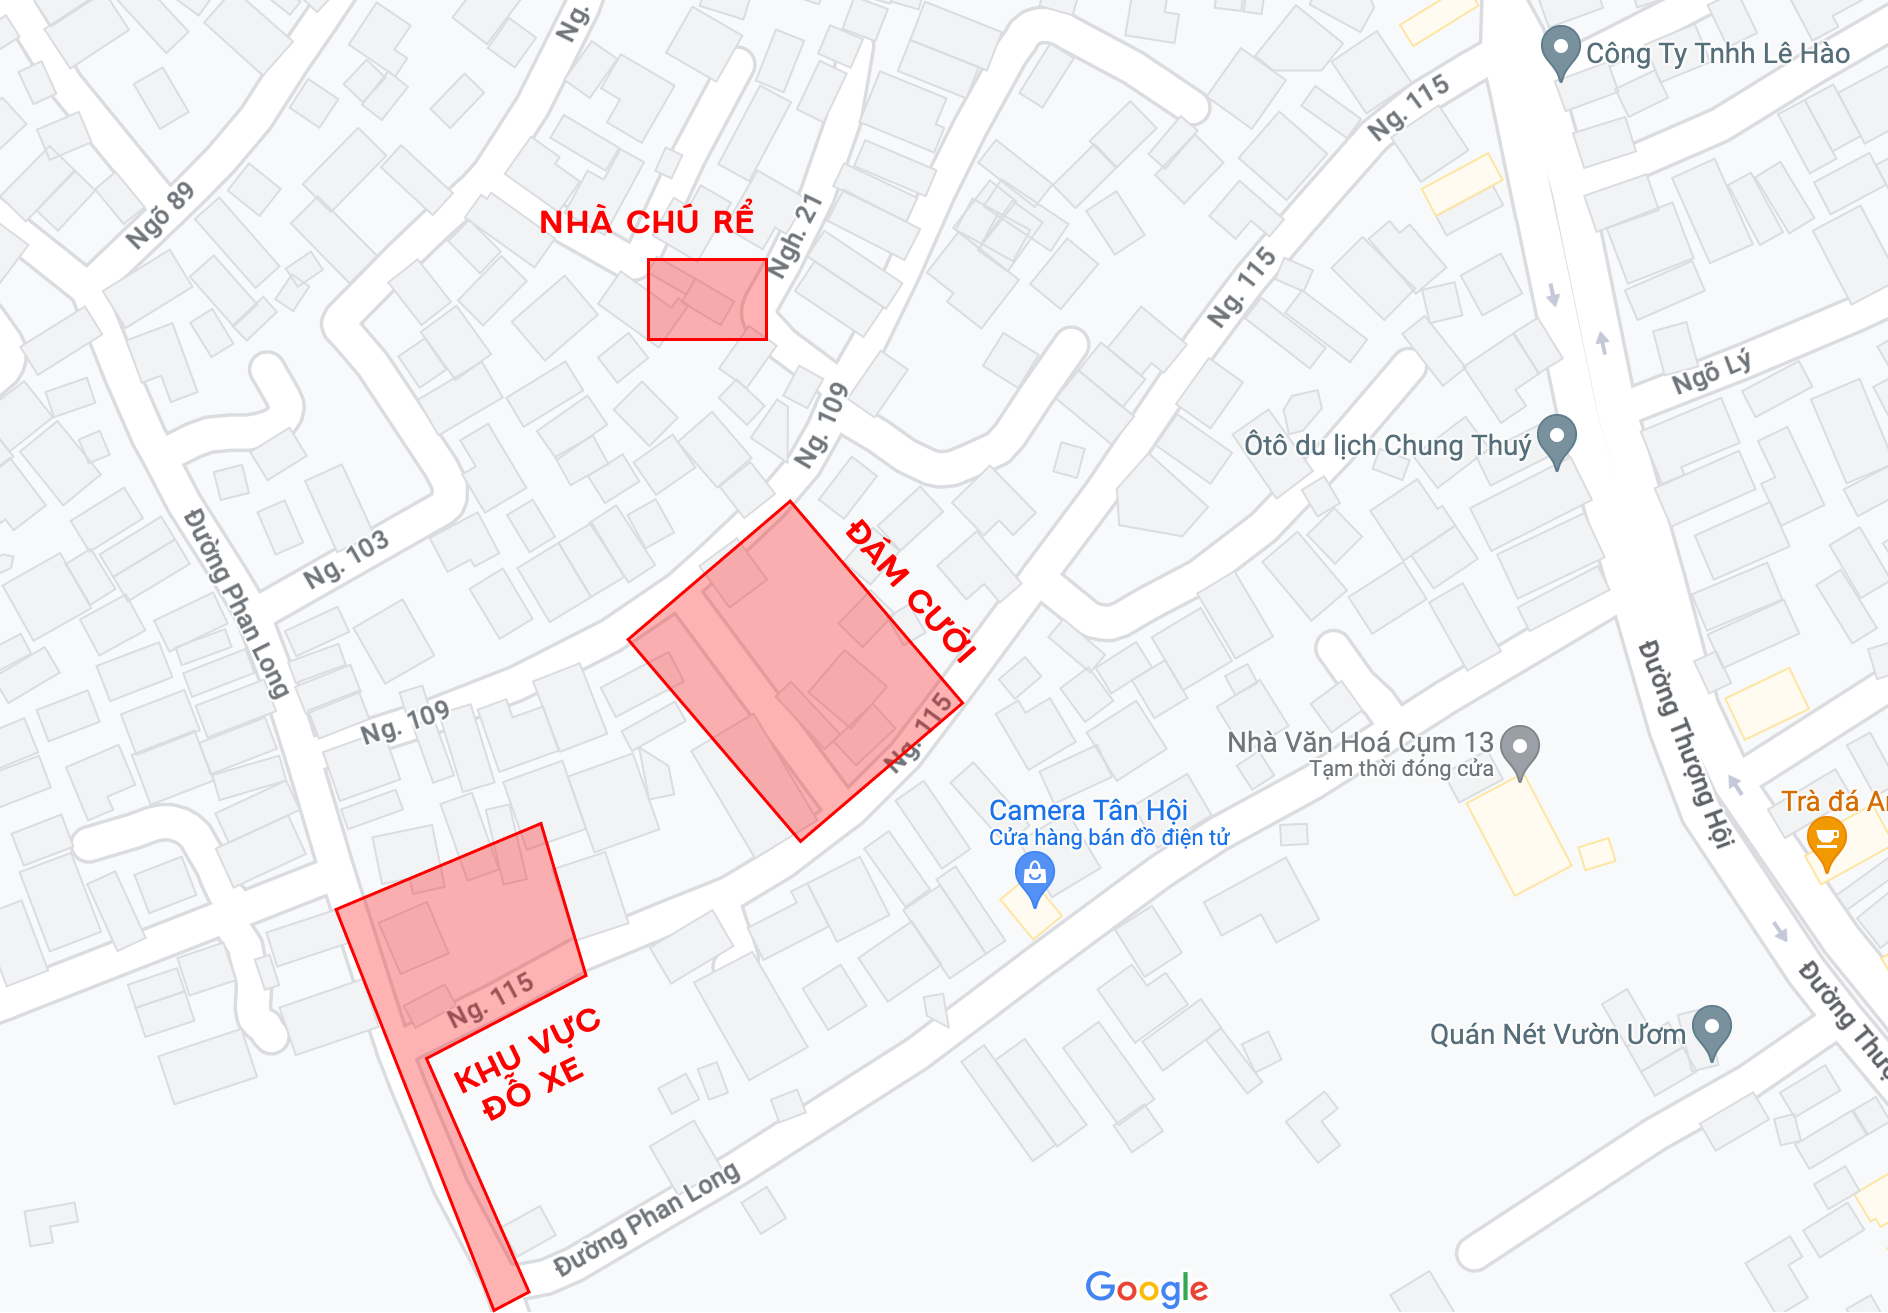 Ng.
Công Ty Tnhh Lê Hào
Ng. 115
Ngõ 89
NHÀ CHÚ RỂ
Ngh. 21
Ng. 115
Ngõ Lý
Ng. 109
Ôtô du lịch Chung Thuý
Đường Phan Long
Ng. 103
ĐÁM CƯỚI
Ng. 109
Ng. 115
Đường Thượng Hội
Nhà Văn Hoá Cụm 13
Tạm thời đóng cửa
Camera Tân Hội
Cửa hàng bán đồ điện tử
Trà đá
Ng. 115
KHU VỰC
ĐỖ XE
Quán Nét Vườn Ươm
Đường
Đường Phan Long
Google